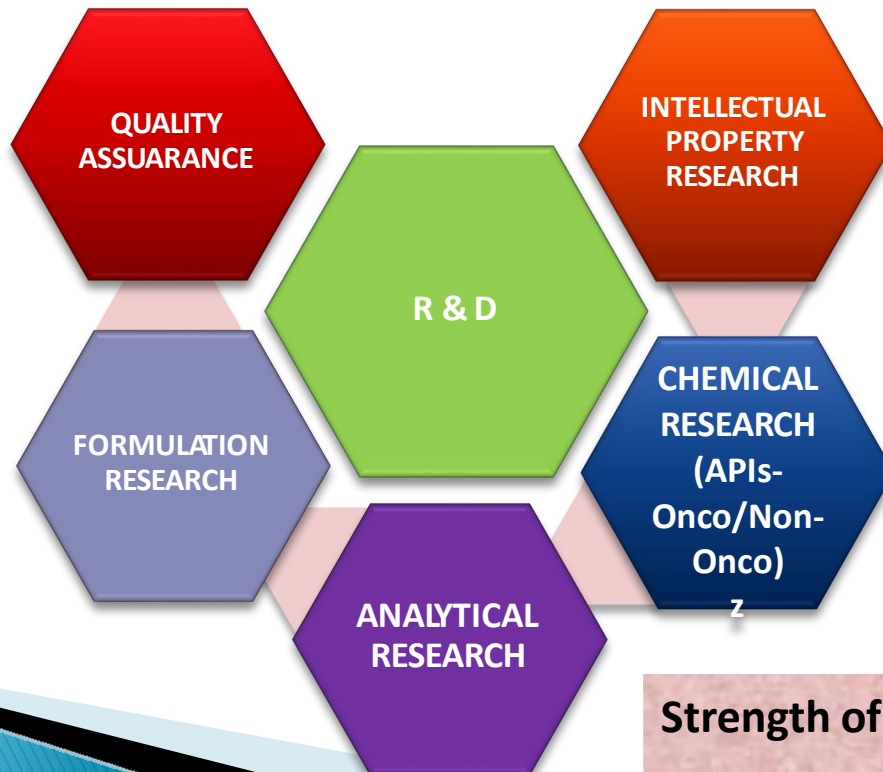 QUALITY
ASSUARANCE
INTELLECTUAL
PROPERTY
RESEARCH
R & D
FORMULATION
RESEARCH
CHEMICAL
RESEARCH
(APIs-
Onco/Non-
Onco)
z
ANALYTICAL
RESEARCH
Strength of